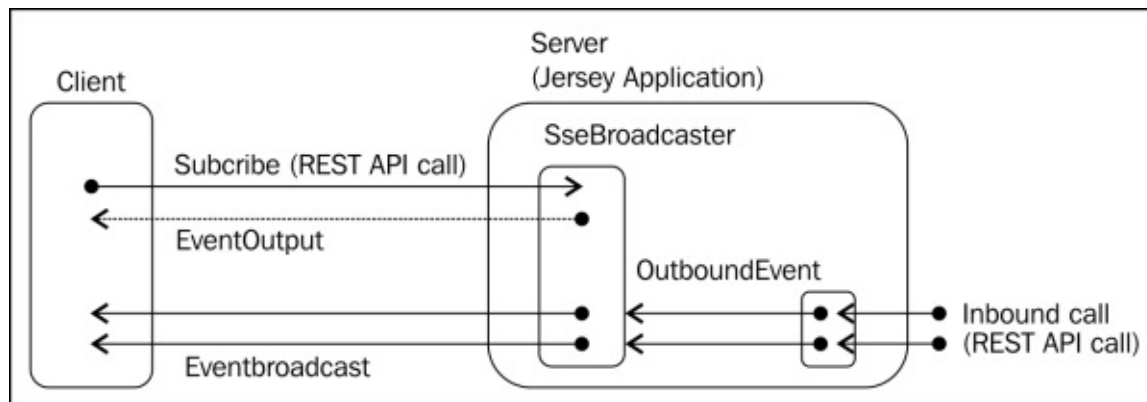 Server
(Jersey Application)
Client
SseBroadcaster
Subcribe (REST API call)
EventOutput
OutboundEvent
Inbound call
(REST API call)
Eventbroadcast